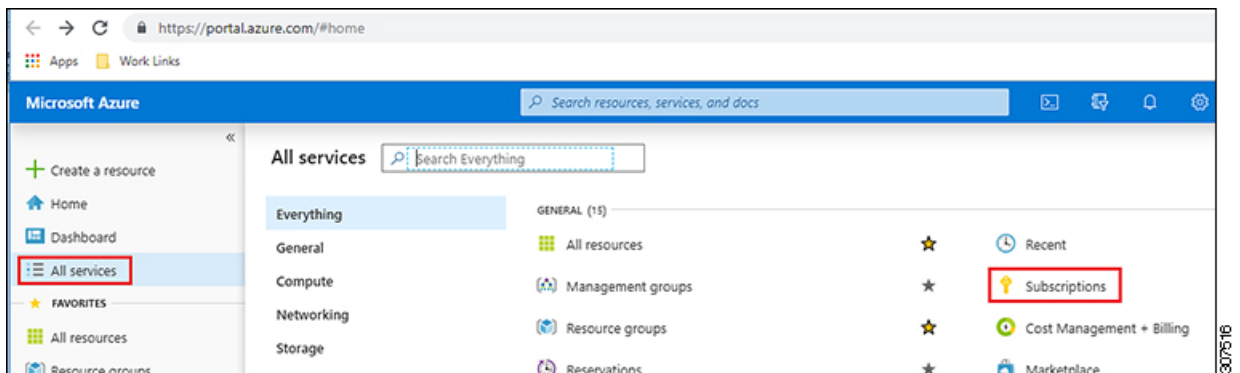 https://portal.azure.com/#home
Apps Work Links
Microsoft Azure
Search resources, services, and docs
«
Create a resource
Home
Dashboard
All services
FAVORITES
All resources
Resource groups
All services
Search Everything
Everything
General
Compute
Networking
Storage
GENERAL (15)
All resources
Recent
Management groups
Subscriptions
Resource groups
Cost Management + Billing
Reservations
Marketplace
307516